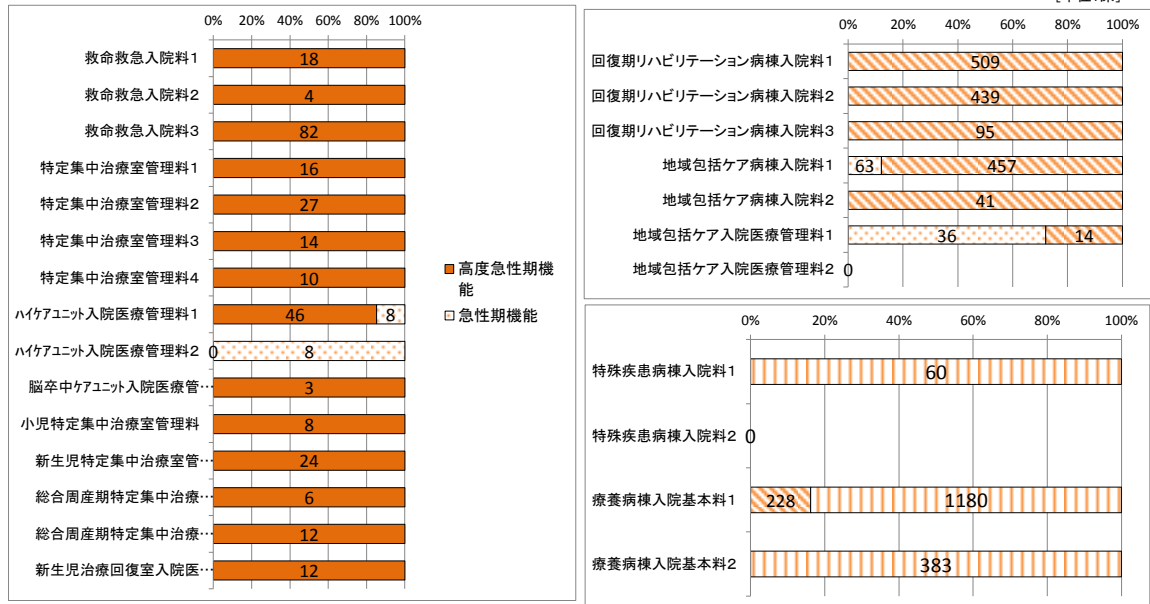 0% 20% 40% 60% 80% 100%
救命救急入院料1 18
救命救急入院料2 4
救命救急入院料3 82
特定集中治療室管理料1 16
特定集中治療室管理料2 27
特定集中治療室管理料3 14
特定集中治療室管理料4 10
ハイケアユニット入院医療管理料1 46 8
ハイケアユニット入院医療管理料2 0 8
脳卒中ケアユニット入院医療管… 3
小児特定集中治療室管理料 8
新生児特定集中治療室管… 24
総合周産期特定集中治療… 6
総合周産期特定集中治療… 12
新生児治療回復室入院医… 12
高度急性期機
能
急性期機能
0% 20% 40% 60% 80% 100%
回復期リハビリテーション病棟入院料1 509
回復期リハビリテーション病棟入院料2 439
回復期リハビリテーション病棟入院料3 95
地域包括ケア病棟入院料1 63 457
地域包括ケア病棟入院料2 41
地域包括ケア入院医療管理料1 36 14
地域包括ケア入院医療管理料2 0
0% 20% 40% 60% 80% 100%
特殊疾患病棟入院料1 60
特殊疾患病棟入院料2 0
療養病棟入院基本料1 228 1180
療養病棟入院基本料2 383